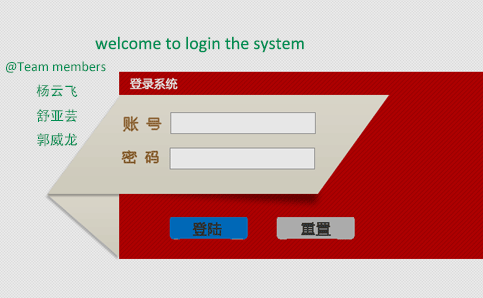 welcome to login the system
@Team members
杨云飞
舒亚芸
郭威龙
登录系统
账 号
密 码
登陆
重置